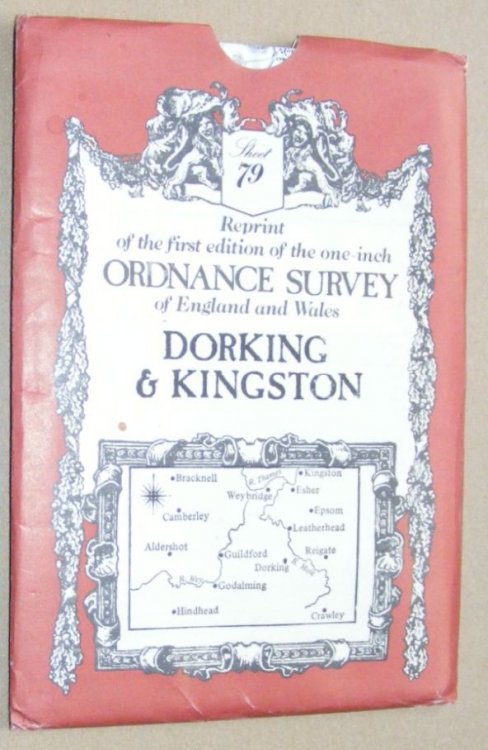 Sheet
79
Reprint
of the first edition of the one-inch
ORDNANCE SURVEY
of England and Wales
DORKING
& KINGSTON
Bracknell
R. Thames
Kingston
Weybridge
Esher
Camberley
Epsom
Leatherhead
Aldershot
Guildford
Reigate
Dorking
R. Mole
R. Wey
Godalming
Hindhead
Crawley